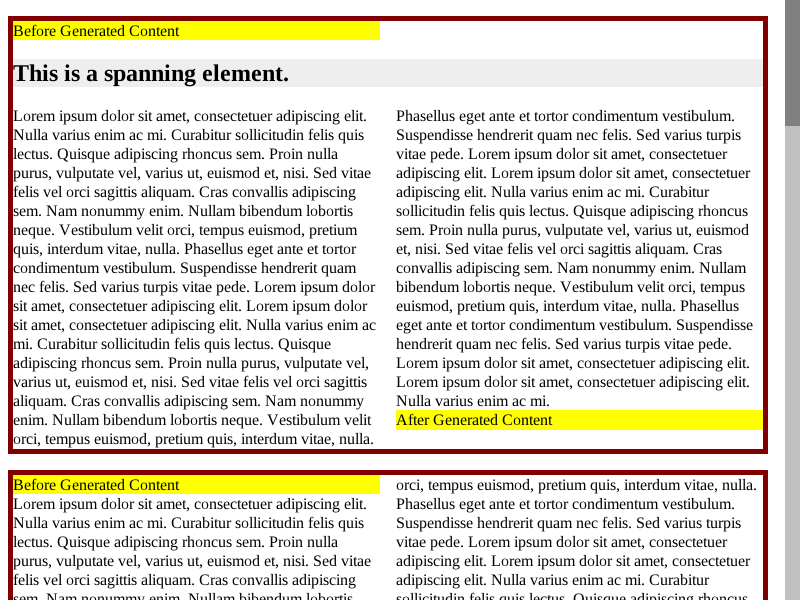 Before Generated Content
This is a spanning element.
Lorem ipsum dolor sit amet, consectetuer adipiscing elit.
Nulla varius enim ac mi. Curabitur sollicitudin felis quis
lectus. Quisque adipiscing rhoncus sem. Proin nulla
purus, vulputate vel, varius ut, euismod et, nisi. Sed vitae
felis vel orci sagittis aliquam. Cras convallis adipiscing
sem. Nam nonummy enim. Nullam bibendum lobortis
neque. Vestibulum velit orci, tempus euismod, pretium
quis, interdum vitae, nulla. Phasellus eget ante et tortor
condimentum vestibulum. Suspendisse hendrerit quam
nec felis. Sed varius turpis vitae pede. Lorem ipsum dolor
sit amet, consectetuer adipiscing elit. Lorem ipsum dolor
sit amet, consectetuer adipiscing elit. Nulla varius enim ac
mi. Curabitur sollicitudin felis quis lectus. Quisque
adipiscing rhoncus sem. Proin nulla purus, vulputate vel,
varius ut, euismod et, nisi. Sed vitae felis vel orci sagittis
aliquam. Cras convallis adipiscing sem. Nam nonummy
enim. Nullam bibendum lobortis neque. Vestibulum velit
orci, tempus euismod, pretium quis, interdum vitae, nulla.
Phasellus eget ante et tortor condimentum vestibulum.
Suspendisse hendrerit quam nec felis. Sed varius turpis
vitae pede. Lorem ipsum dolor sit amet, consectetuer
adipiscing elit. Lorem ipsum dolor sit amet, consectetuer
adipiscing elit. Nulla varius enim ac mi. Curabitur
sollicitudin felis quis lectus. Quisque adipiscing rhoncus
sem. Proin nulla purus, vulputate vel, varius ut, euismod
et, nisi. Sed vitae felis vel orci sagittis aliquam. Cras
convallis adipiscing sem. Nam nonummy enim. Nullam
bibendum lobortis neque. Vestibulum velit orci, tempus
euismod, pretium quis, interdum vitae, nulla. Phasellus
eget ante et tortor condimentum vestibulum. Suspendisse
hendrerit quam nec felis. Sed varius turpis vitae pede.
Lorem ipsum dolor sit amet, consectetuer adipiscing elit.
Lorem ipsum dolor sit amet, consectetuer adipiscing elit.
Nulla varius enim ac mi.
After Generated Content
Before Generated Content
Lorem ipsum dolor sit amet, consectetuer adipiscing elit.
Nulla varius enim ac mi. Curabitur sollicitudin felis quis
lectus. Quisque adipiscing rhoncus sem. Proin nulla
purus, vulputate vel, varius ut, euismod et, nisi. Sed vitae
felis vel orci sagittis aliquam. Cras convallis adipiscing
sem. Nam nonummy enim. Nullam bibendum lobortis
orci, tempus euismod, pretium quis, interdum vitae, nulla.
Phasellus eget ante et tortor condimentum vestibulum.
Suspendisse hendrerit quam nec felis. Sed varius turpis
vitae pede. Lorem ipsum dolor sit amet, consectetuer
adipiscing elit. Lorem ipsum dolor sit amet, consectetuer
adipiscing elit. Nulla varius enim ac mi. Curabitur
sollicitudin felis quis lectus. Quisque adipiscing rhoncus